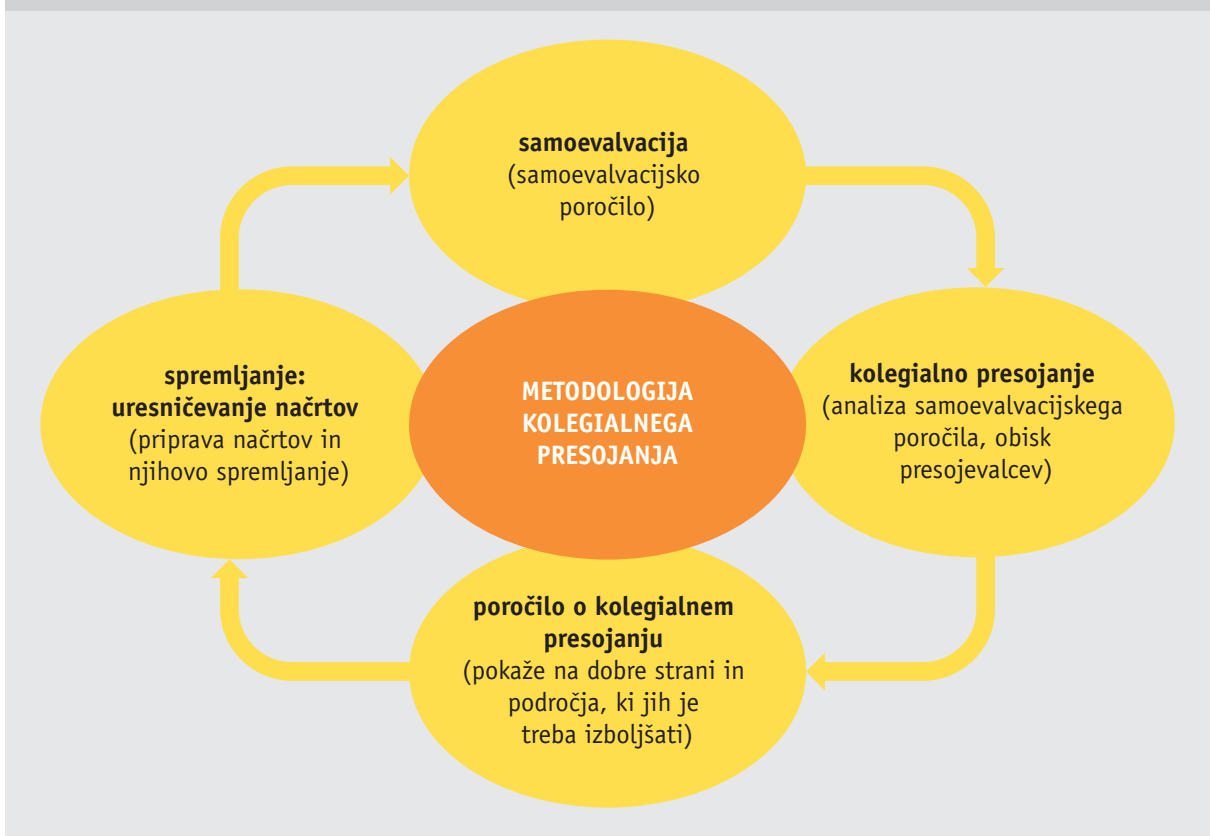 samoevalvacija
(samoevalvacijsko
poročilo)
spremljanje:
uresničevanje načrtov
(priprava načrtov in
njihovo spremljanje)
METODOLOGIJA
KOLEGIALNEGA
PRESOJANJA
kolegialno presojanje
(analiza samoevalvacijskega
poročila, obisk
presojevalcev)
poročilo o kolegialnem
presojanju
(pokaže na dobre strani in
področja, ki jih je
treba izboljšati)